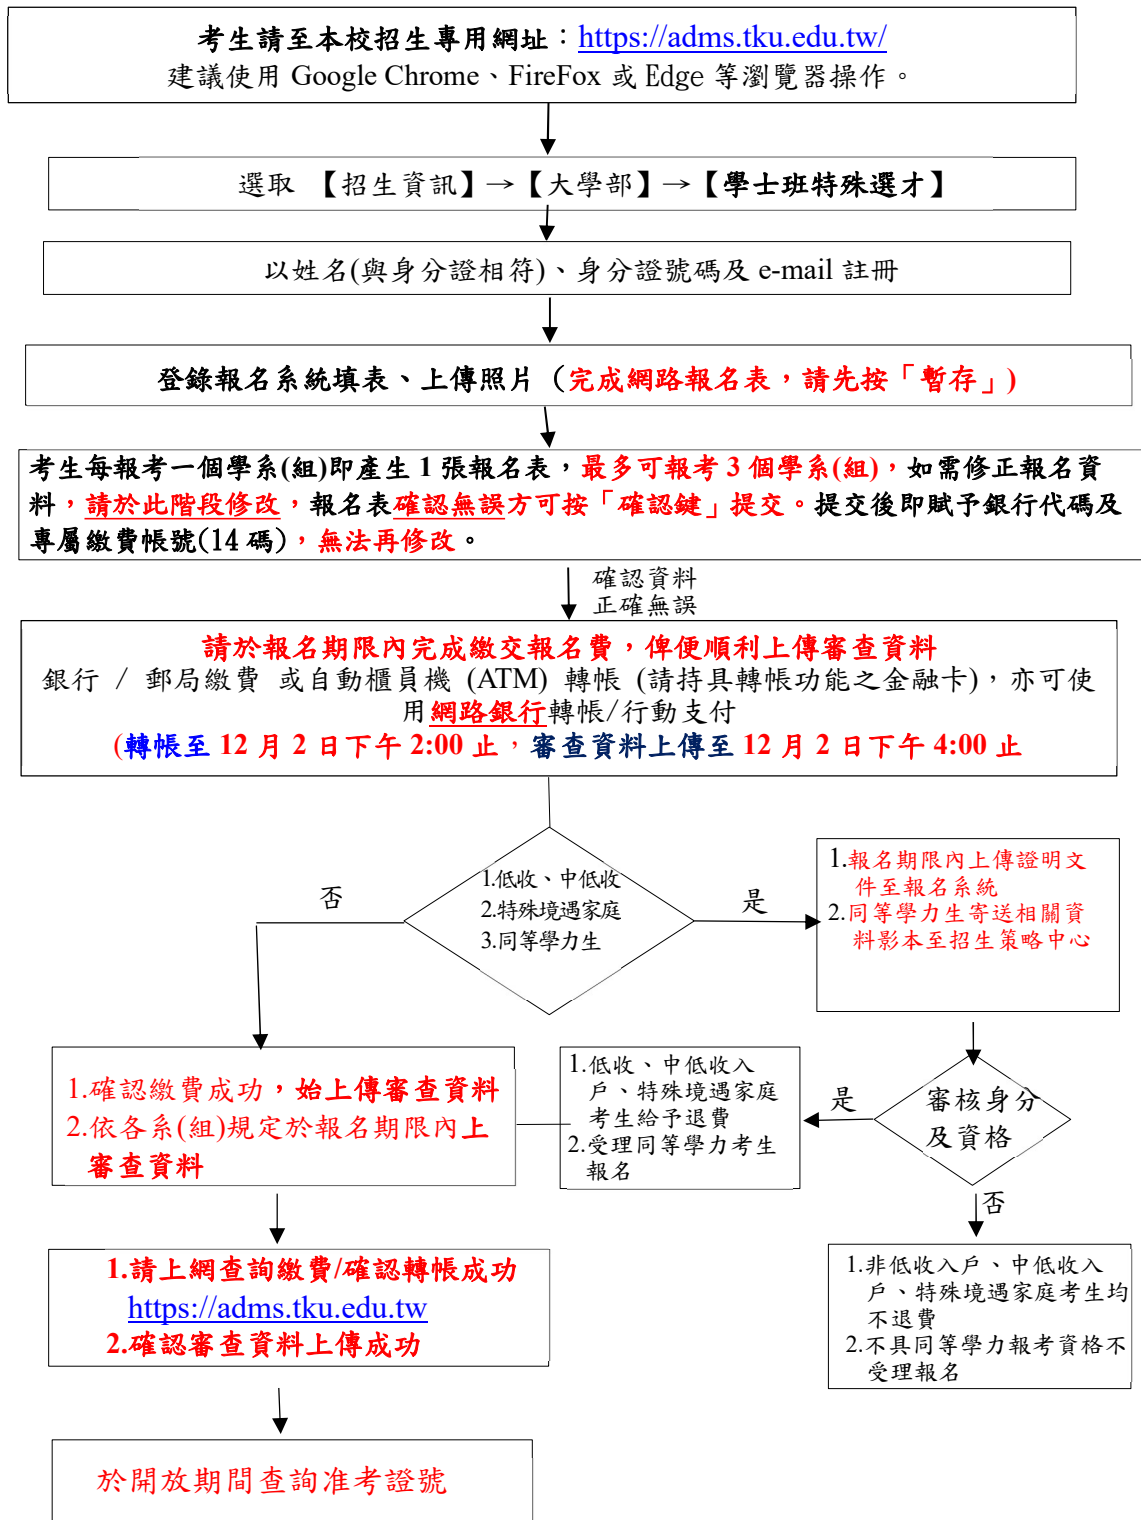 考生請至本校招生專用網址：https://adms.tku.edu.tw/
建議使用 Google Chrome、FireFox 或 Edge 等瀏覽器操作。
選取 【招生資訊】→【大學部】→【學士班特殊選才】
以姓名(與身分證相符)、身分證號碼及 e-mail 註冊
登錄報名系統填表、上傳照片（完成網路報名表，請先按「暫存」)
考生每報考一個學系(組)即產生 1 張報名表，最多可報考 3 個學系(組)，如需修正報名資
料，請於此階段修改，報名表確認無誤方可按「確認鍵」提交。提交後即賦予銀行代碼及
專屬繳費帳號(14 碼)，無法再修改。
確認資料
正確無誤
請於報名期限內完成繳交報名費，俾便順利上傳審查資料
銀行 / 郵局繳費 或自動櫃員機 (ATM) 轉帳 (請持具轉帳功能之金融卡)，亦可使
用網路銀行轉帳/行動支付
(轉帳至 12 月 2 日下午 2:00 止，審查資料上傳至 12 月 2 日下午 4:00 止
否
1.低收、中低收
2.特殊境遇家庭
3.同等學力生
是
1.報名期限內上傳證明文
件至報名系統
2.同等學力生寄送相關資
料影本至招生策略中心
1.確認繳費成功，始上傳審查資料
2.依各系(組)規定於報名期限內上
審查資料
1.低收、中低收入
戶、特殊境遇家庭
考生給予退費
2.受理同等學力考生
報名
是
審核身分
及資格
否
1.請上網查詢繳費/確認轉帳成功
https://adms.tku.edu.tw
2.確認審查資料上傳成功
1.非低收入戶、中低收入
戶、特殊境遇家庭考生均
不退費
2.不具同等學力報考資格不
受理報名
於開放期間查詢准考證號